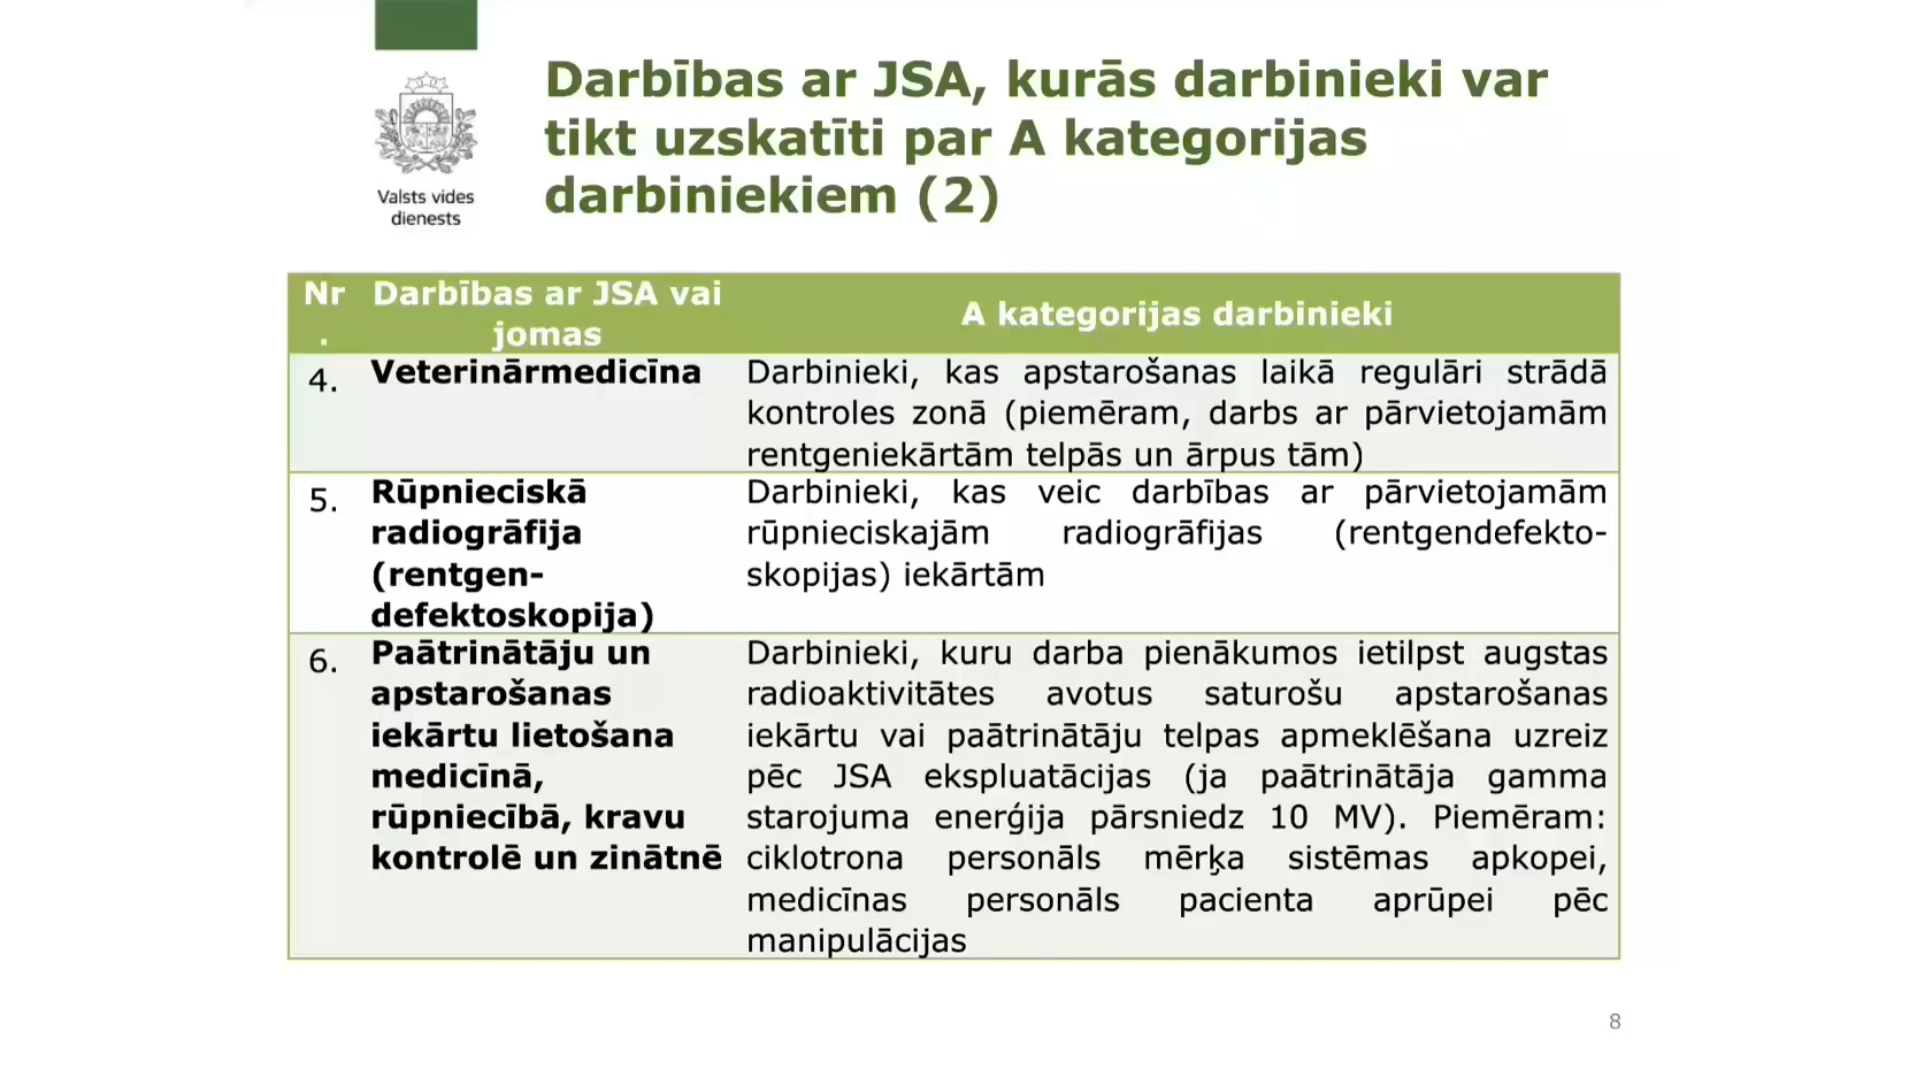 Valsts vides
dienests
Darbības ar JSA, kurās darbinieki var
tikt uzskatīti par A kategorijas
darbiniekiem (2)
Nr
.
Darbības ar JSA vai
jomas
A kategorijas darbinieki
4.
Veterinārmedicīna
Darbinieki, kas apstarošanas laikā regulāri strādā
kontroles zonā (piemēram, darbs ar pārvietojamām
rentgeniekārtām telpās un ārpus tām)
5.
Rūpnieciskā
radiogrāfija
(rentgen-
defektoskopija)
Darbinieki, kas veic darbības ar pārvietojamām
rūpnieciskajām radiogrāfijas (rentgendefekto-
skopijas) iekārtām
6.
Paātrinātāju un
apstarošanas
iekārtu lietošana
medicīnā,
rūpniecībā, kravu
kontrolē un zinātnē
Darbinieki, kuru darba pienākumos ietilpst augstas
radioaktivitātes avotus saturošu apstarošanas
iekārtu vai paātrinātāju telpas apmeklēšana uzreiz
pēc JSA ekspluatācijas (ja paātrinātāja gamma
starojuma enerģija pārsniedz 10 MV). Piemēram:
ciklotrona personāls mērķa sistēmas apkopei,
medicīnas personāls pacienta aprūpei pēc
manipulācijas
8